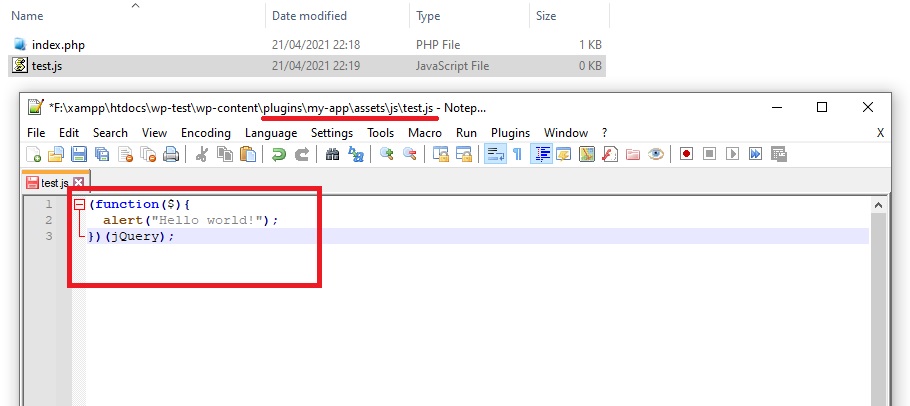 Name Date modified Type Size
index.php 21/04/2021 22:18 PHP File 1 KB
test.js 21/04/2021 22:19 JavaScript File 0 KB
*F:\xampp\htdocs\wp-test\wp-content\plugins\my-app\assets\js\test.js - Notep...
File Edit Search View Encoding Language Settings Tools Macro Run Plugins Window ? X
test.js
1 (function($){
2 alert("Hello world!");
3 })(jQuery);